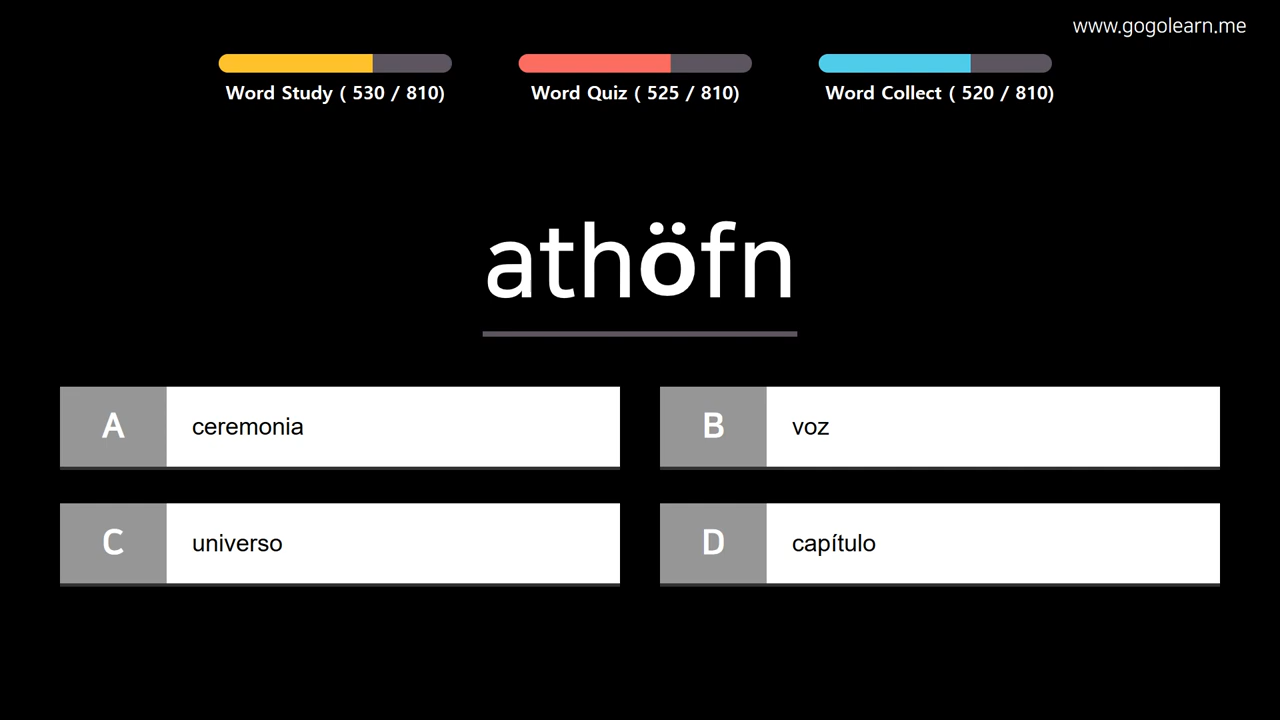 www.gogolearn.me
Word Study ( 530 / 810)
Word Quiz ( 525 / 810)
Word Collect ( 520 / 810)
athöfn
A ceremonia
B voz
C universo
D capítulo